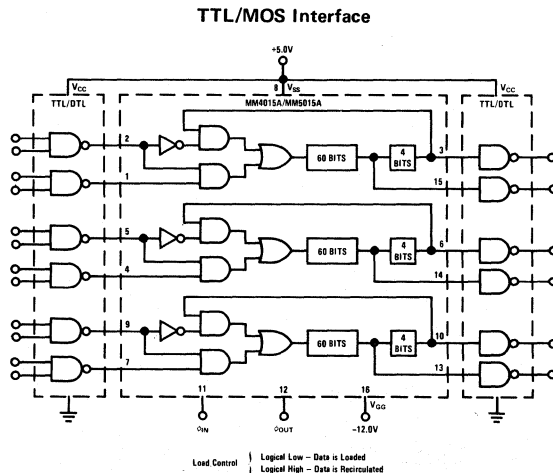 TTL/MOS Interface
+5.0V
VCC
8 VSS
VCC
TTL/DTL
MM4015A/MM5015A
TTL/DTL
2
60 BITS
4 BITS
3
1
15
5
60 BITS
4 BITS
6
4
14
9
60 BITS
4 BITS
10
7
13
11
12
16
VGG
ϕIN
ϕOUT
–12.0V
Load Control
Logical Low – Data is Loaded
Logical High – Data is Recirculated